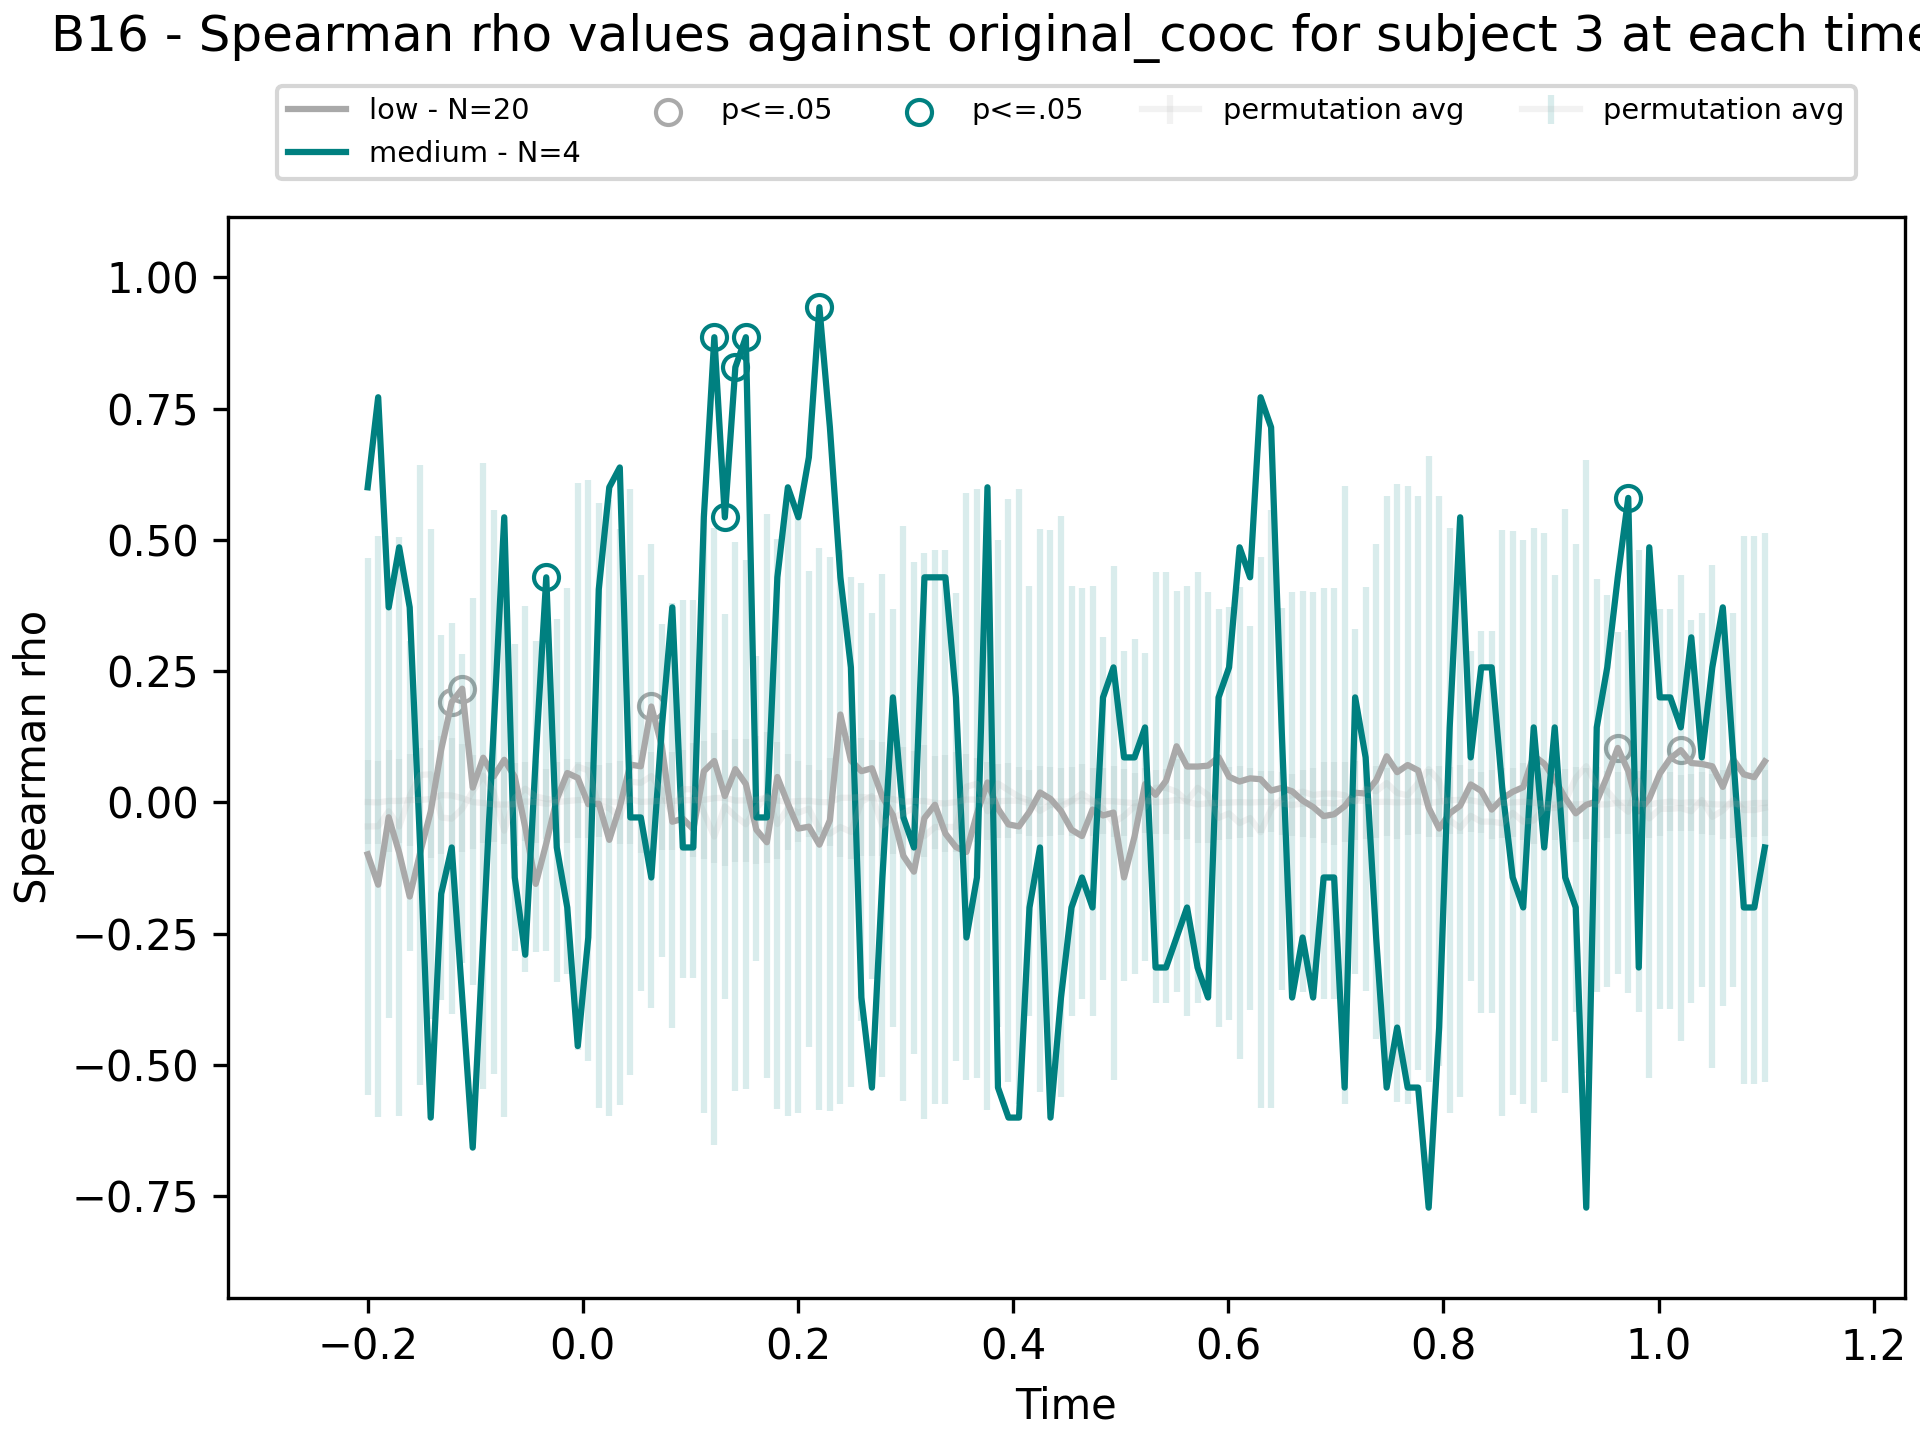 B16 - Spearman rho values against original_cooc for subject 3 at each time
low - N=20
medium - N=4
p<=.05
p<=.05
permutation avg
permutation avg
1.00
0.75
0.50
0.25
0.00
−0.25
−0.50
−0.75
Spearman rho
−0.2
0.0
0.2
0.4
0.6
0.8
1.0
1.2
Time